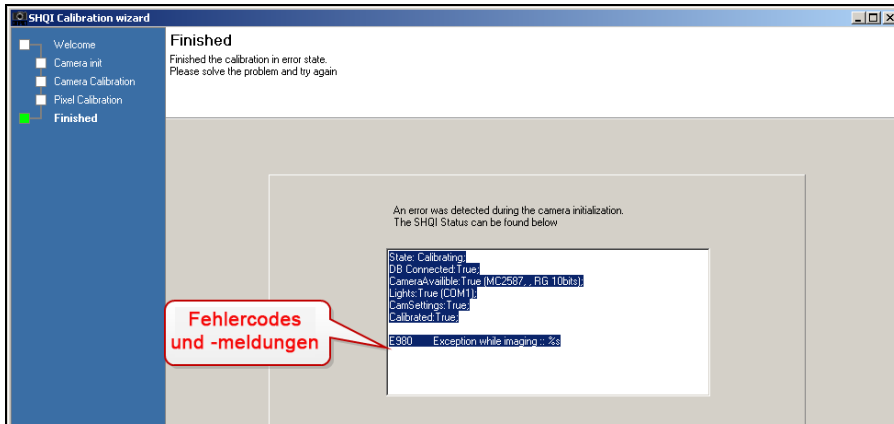 SHQI Calibration wizard
Welcome
Camera init
Camera Calibration
Pixel Calibration
Finished
Finished
Finished the calibration in error state.
Please solve the problem and try again
An error was detected during the camera initialization.
The SHQI Status can be found below
State: Calibrating;
DB Connected:True;
CameraAvailible:True (MC2587, , RG 10bits);
Lights:True (COM1);
CamSettings:True;
Calibrated:True;
E980 Exception while imaging :: %s
Fehlercodes
und -meldungen